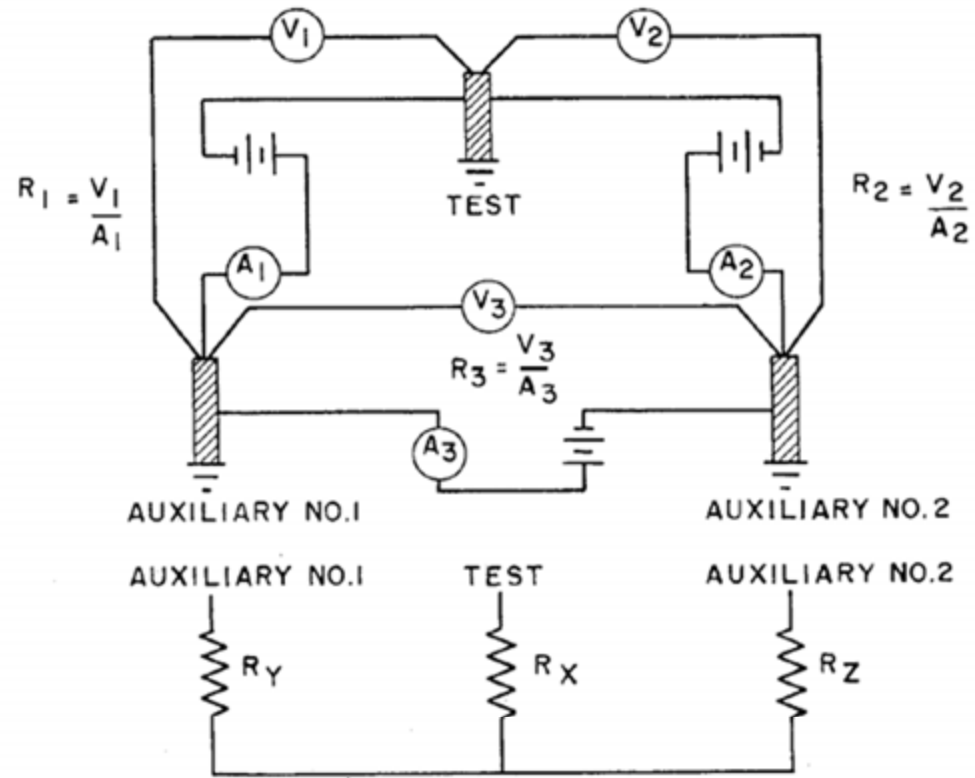 V1 V2
TEST
R1 = V1/A1
R2 = V2/A2
A1 A2
V3
R3 = V3/A3
A3
AUXILIARY NO.1 AUXILIARY NO.2
AUXILIARY NO.1 TEST AUXILIARY NO.2
RY RX RZ